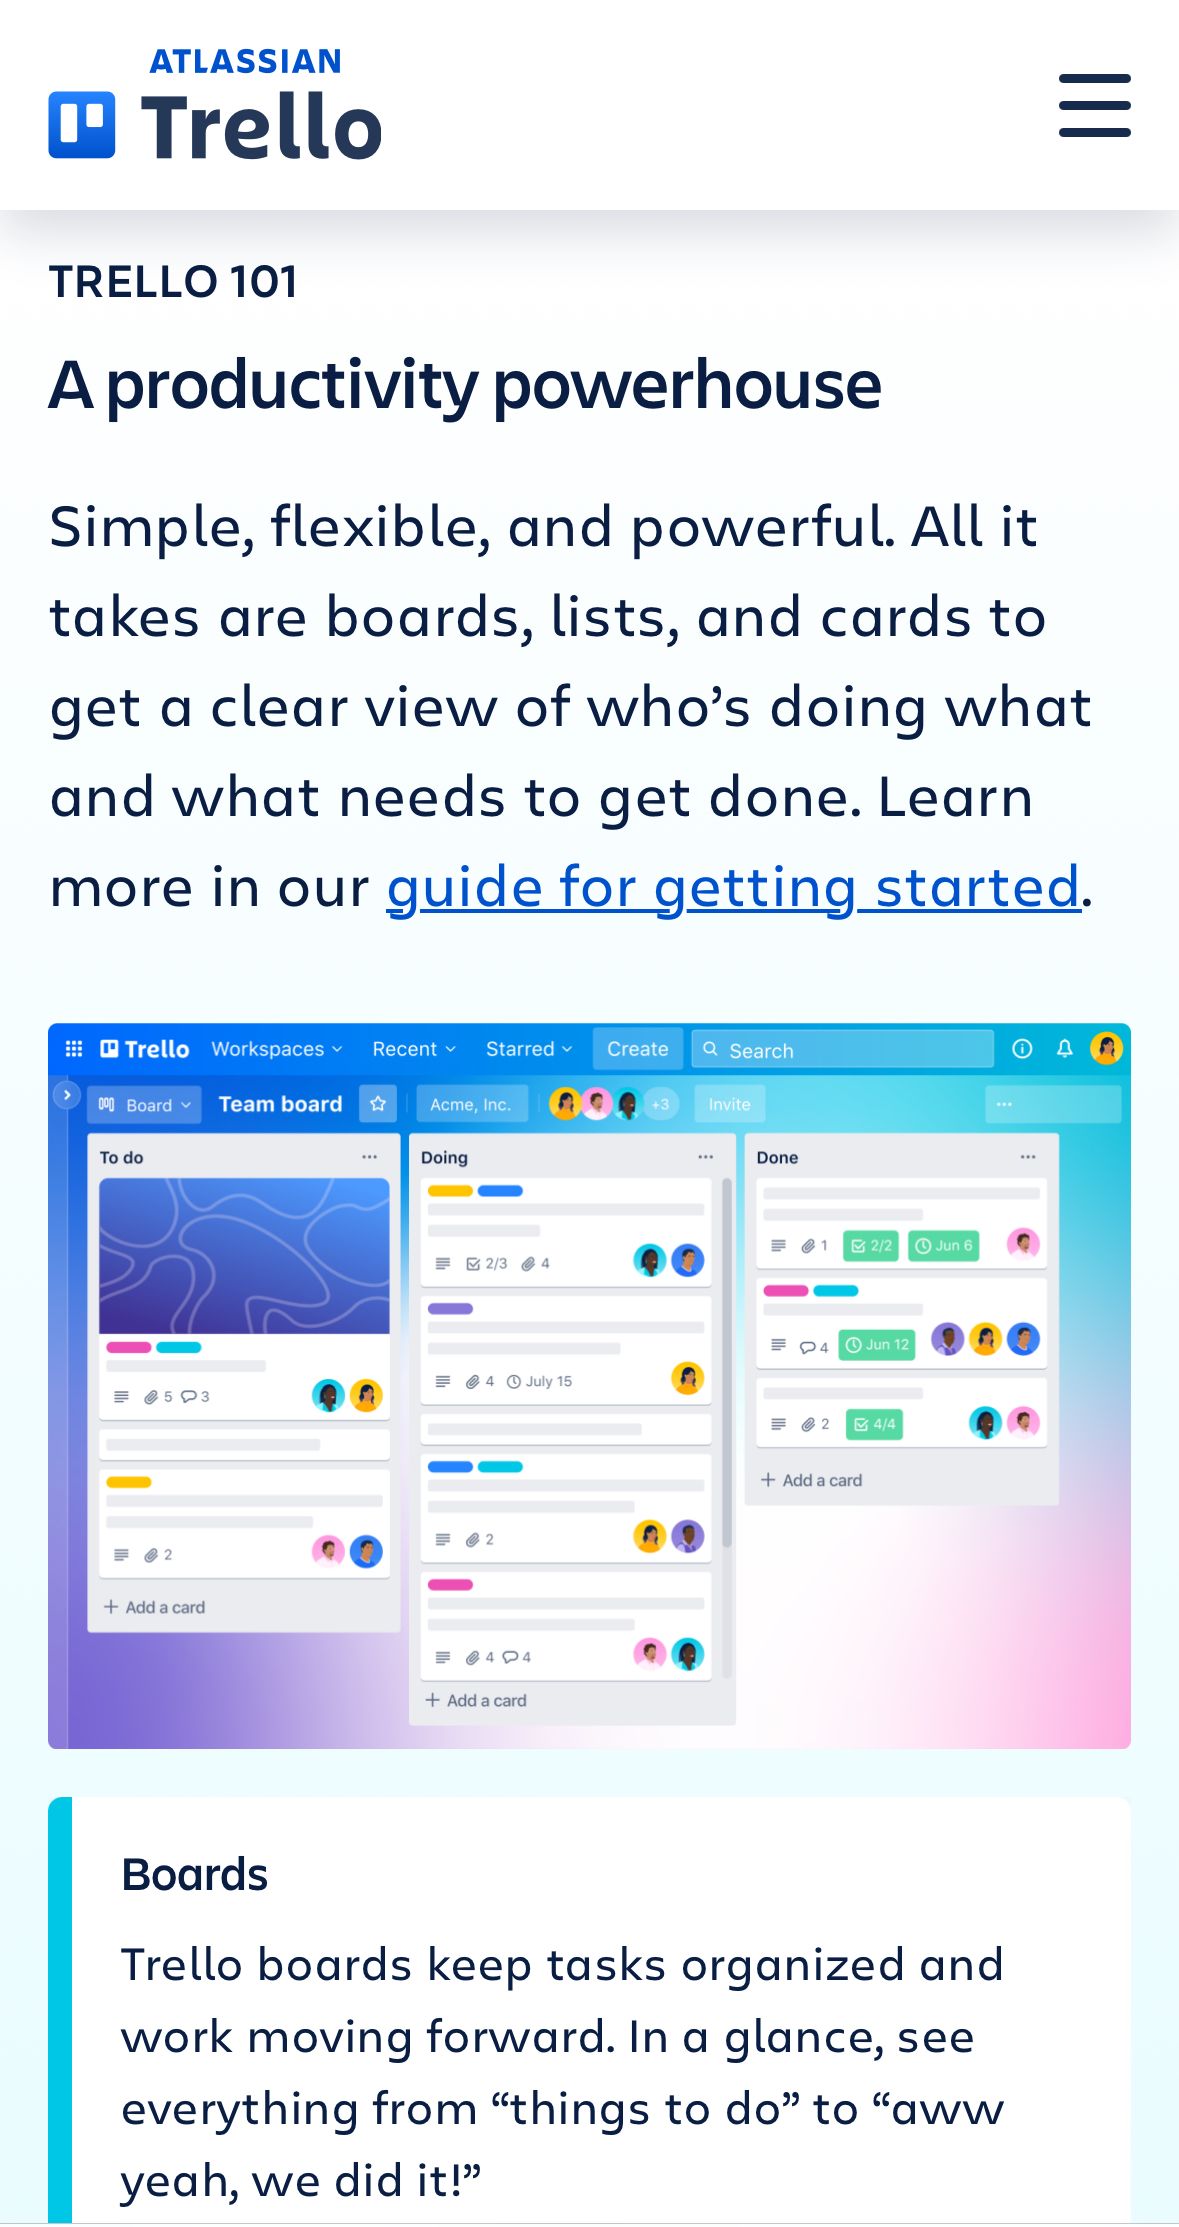 ATLASSIAN
Trello
TRELLO 101
A productivity powerhouse
Simple, flexible, and powerful. All it
takes are boards, lists, and cards to
get a clear view of who’s doing what
and what needs to get done. Learn
more in our guide for getting started.
Trello Workspaces Recent Starred Create Search
Board Team board Acme, Inc. +3 Invite
To do
5 3
2
Add a card
Doing
2/3 4
4 July 15
2
4 4
Add a card
Done
1 2/2 Jun 6
4 Jun 12
2 4/4
Add a card
Boards
Trello boards keep tasks organized and
work moving forward. In a glance, see
everything from “things to do” to “aww
yeah, we did it!”